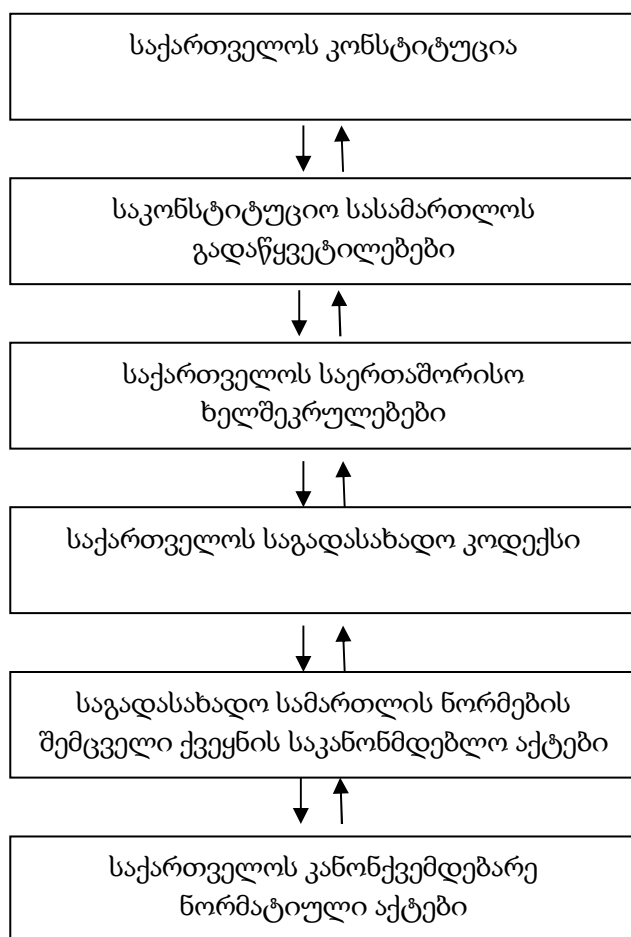 საქართველოს კონსტიტუცია
საკონსტიტუციო სასამართლოს
გადაწყვეტილებები
საქართველოს საერთაშორისო
ხელშეკრულებები
საქართველოს საგადასახადო კოდექსი
საგადასახადო სამართლის ნორმების
შემცველი ქვეყნის საკანონმდებლო აქტები
საქართველოს კანონქვემდებარე
ნორმატიული აქტები